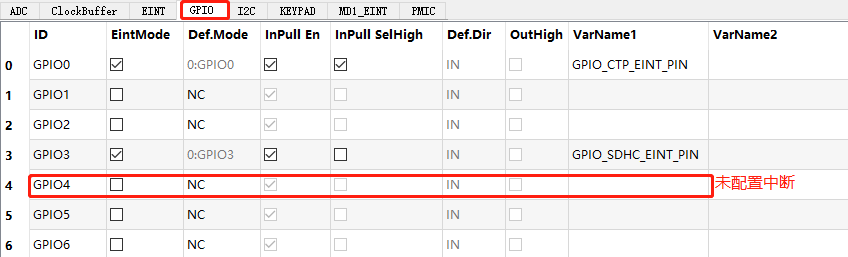 ADC ClockBuffer EINT GPIO I2C KEYPAD MD1_EINT PMIC
ID EintMode Def.Mode InPull En InPull SelHigh Def.Dir OutHigh VarName1 VarName2
0 GPIO0 0:GPIO0 IN GPIO_CTP_EINT_PIN
1 GPIO1 NC IN
2 GPIO2 NC IN
3 GPIO3 0:GPIO3 IN GPIO_SDHC_EINT_PIN
4 GPIO4 NC IN 未配置中断
5 GPIO5 NC IN
6 GPIO6 NC IN